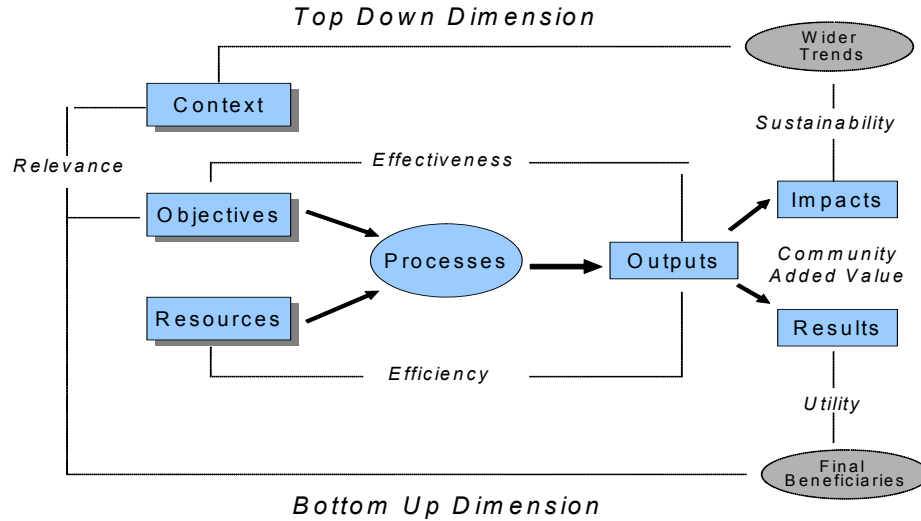 Top Down Dimension
Wider
Trends
Context
Sustainability
Relevance
Effectiveness
Objectives
Impacts
Processes
Outputs
Community
Added Value
Resources
Results
Efficiency
Utility
Final
Beneficiaries
Bottom Up Dimension